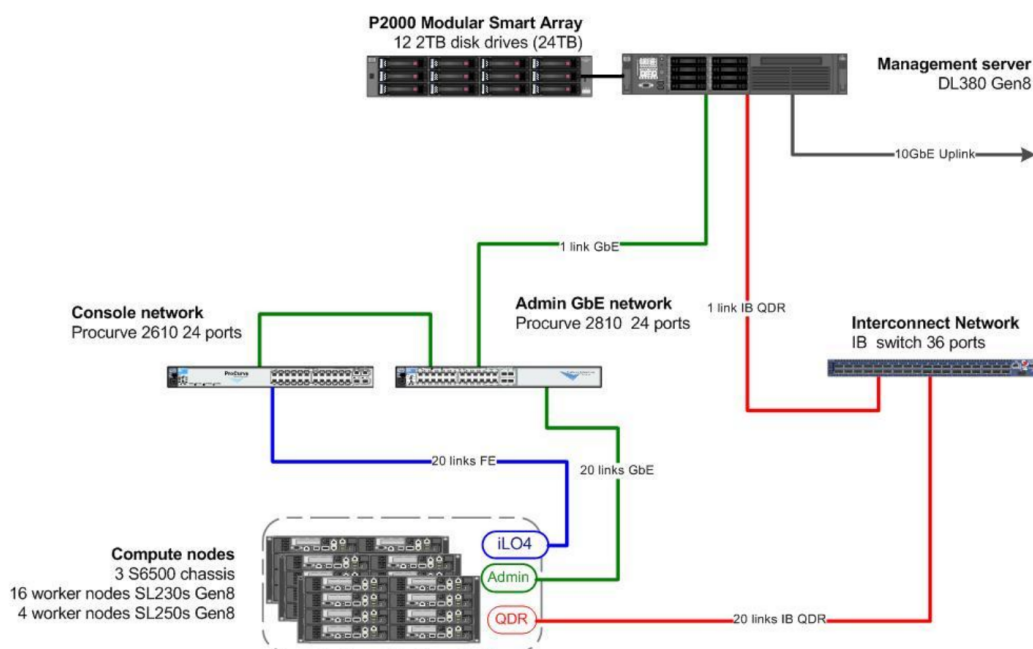 P2000 Modular Smart Array
12 2TB disk drives (24TB)
Management server
DL380 Gen8
10GbE Uplink
1 link GbE
Console network
Procurve 2610 24 ports
Admin GbE network
Procurve 2810 24 ports
1 link IB QDR
Interconnect Network
IB switch 36 ports
ProCurve
20 links FE
20 links GbE
Compute nodes
3 S6500 chassis
16 worker nodes SL230s Gen8
4 worker nodes SL250s Gen8
iLO4
Admin
QDR
20 links IB QDR